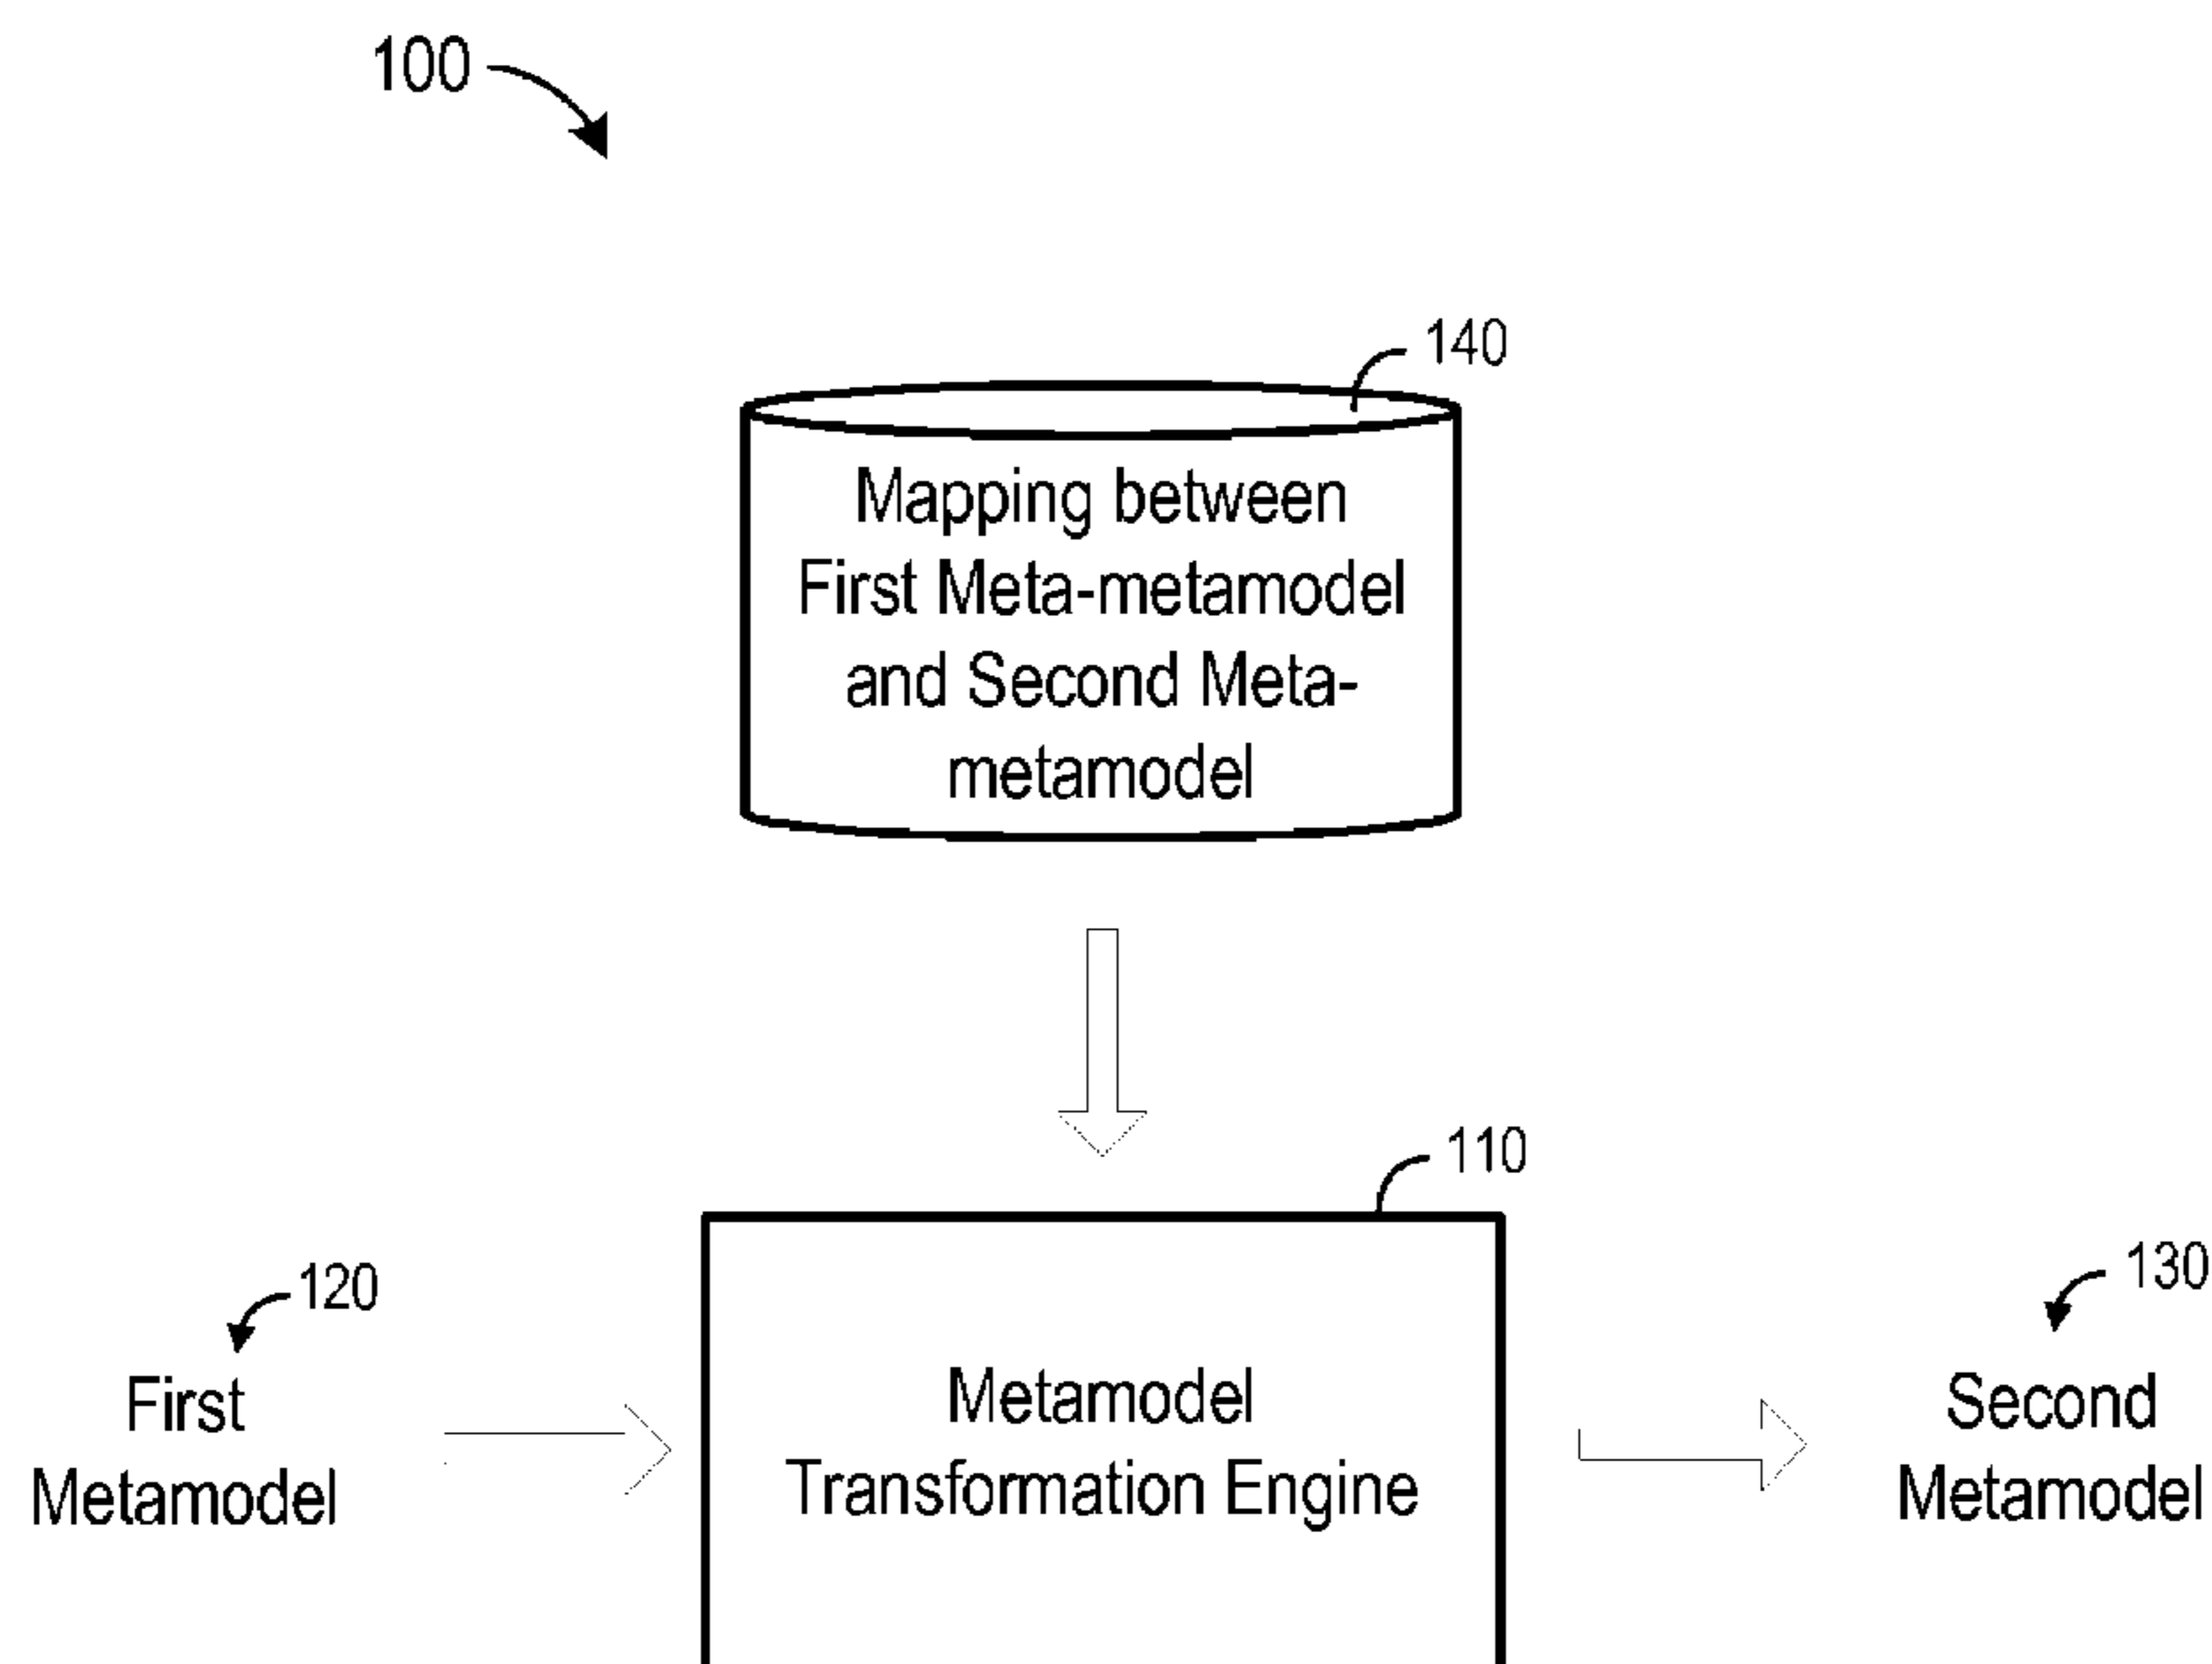 100
140
Mapping between
First Meta-metamodel
and Second Meta-
metamodel
110
120
130
First
Metamodel
Metamodel
Transformation Engine
Second
Metamodel